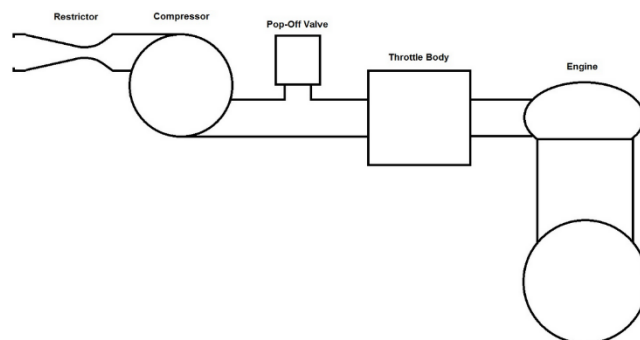 Restrictor
Compressor
Pop-Off Valve
Throttle Body
Engine